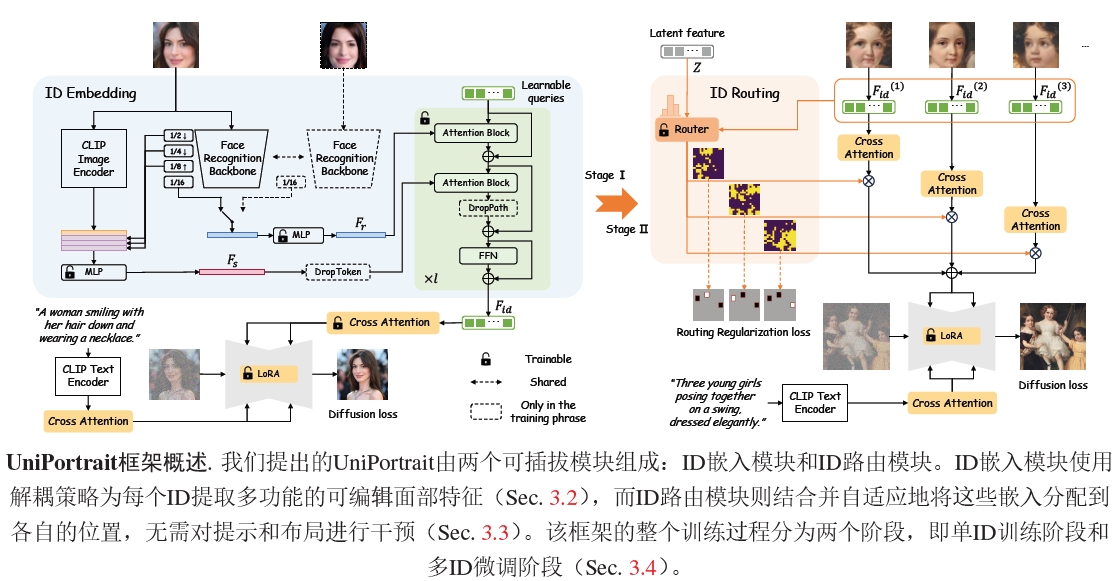 ID Embedding
CLIP
Image
Encoder
1/2↓
1/4↓
1/8↑
1/16
Face
Recognition
Backbone
Face
Recognition
Backbone
1/16
Learnable
queries
Attention Block
Attention Block
DropPath
FFN
×l
MLP
F_r
MLP
F_s
DropToken
F_id
"A woman smiling with
her hair down and
wearing a necklace."
CLIP Text
Encoder
Cross Attention
Cross Attention
LoRA
Diffusion loss
Trainable
Shared
Only in the
training phrase
Stage I
Stage II
Latent feature
Z
ID Routing
Router
F_id^(1)
F_id^(2)
F_id^(3)
...
Cross
Attention
Cross
Attention
Cross
Attention
Routing Regularization loss
LoRA
Diffusion loss
"Three young girls
posing together
on a swing,
dressed elegantly."
CLIP Text
Encoder
Cross Attention
UniPortrait框架概述. 我们提出的UniPortrait由两个可插拔模块组成：ID嵌入模块和ID路由模块。ID嵌入模块使用
解耦策略为每个ID提取多功能的可编辑面部特征（Sec. 3.2），而ID路由模块则结合并自适应地将这些嵌入分配到
各自的位置，无需对提示和布局进行干预（Sec. 3.3）。该框架的整个训练过程分为两个阶段，即单ID训练阶段和
多ID微调阶段（Sec. 3.4）。